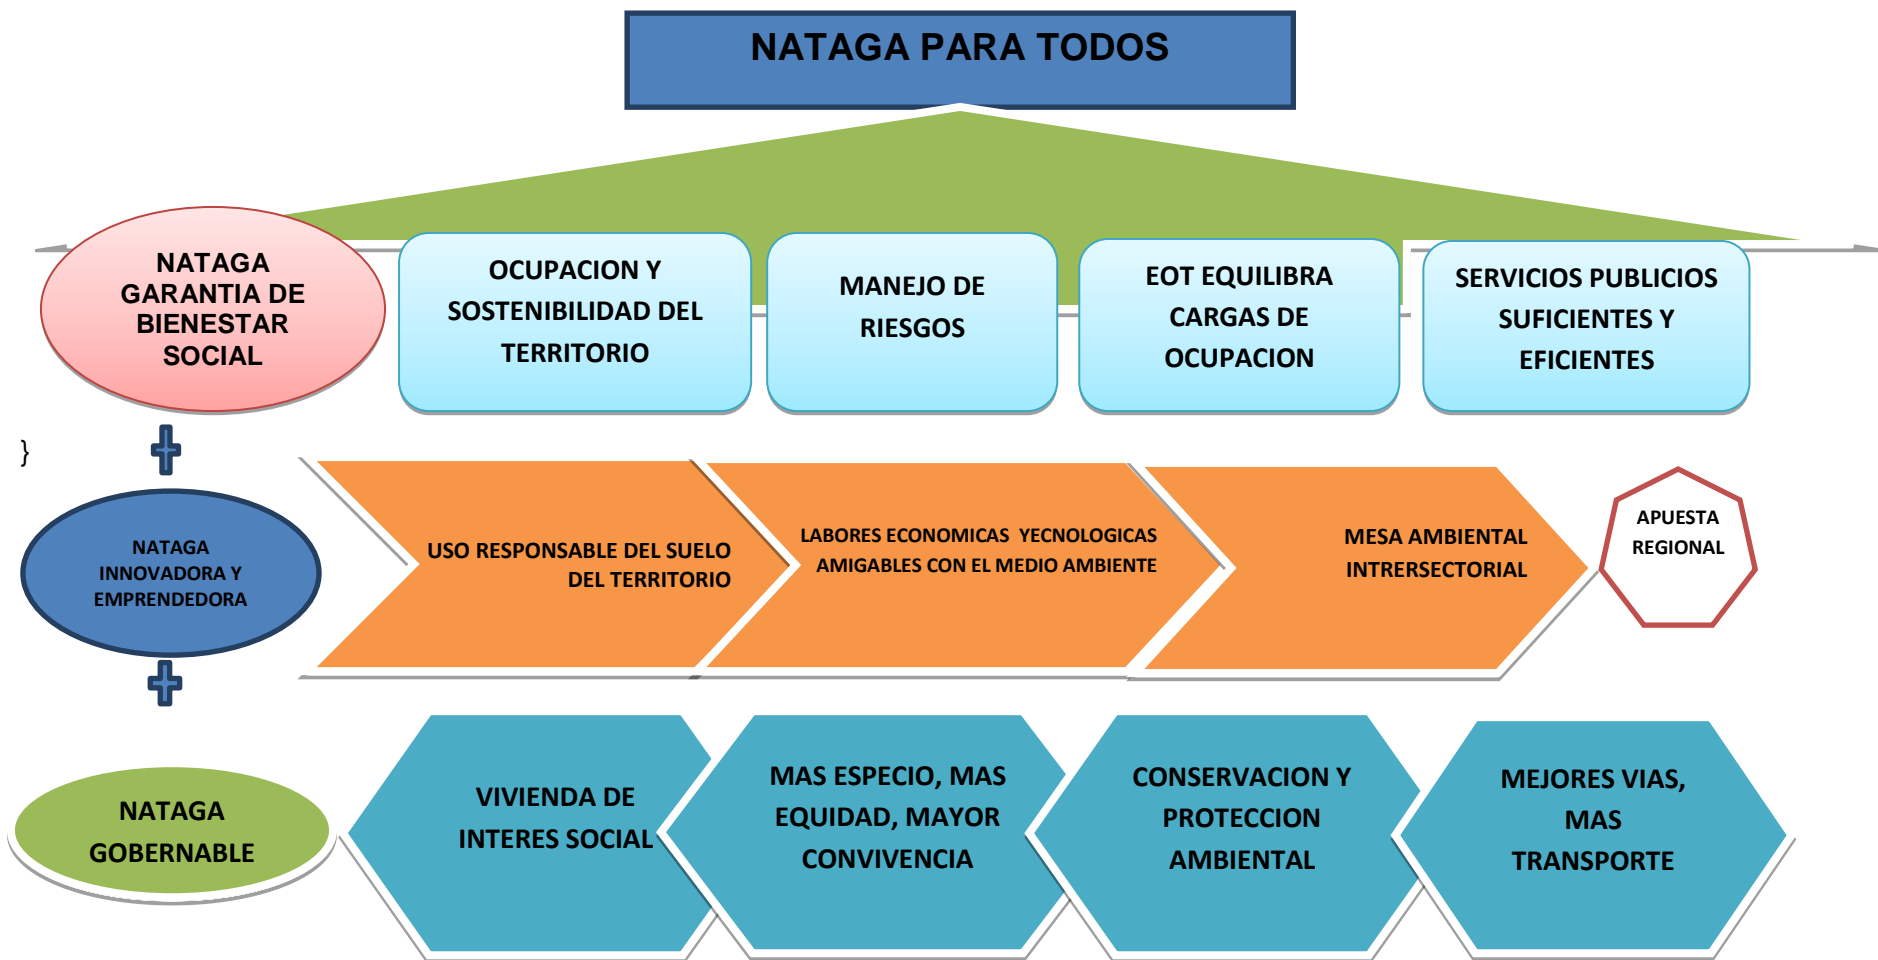 NATAGA PARA TODOS
NATAGA
GARANTIA DE
BIENESTAR
SOCIAL
OCUPACION Y
SOSTENIBILIDAD DEL
TERRITORIO
MANEJO DE
RIESGOS
EOT EQUILIBRA
CARGAS DE
OCUPACION
SERVICIOS PUBLICIOS
SUFICIENTES Y
EFICIENTES
}
NATAGA
INNOVADORA Y
EMPRENDEDORA
USO RESPONSABLE DEL SUELO
DEL TERRITORIO
LABORES ECONOMICAS YECNOLOGICAS
AMIGABLES CON EL MEDIO AMBIENTE
MESA AMBIENTAL
INTRERSECTORIAL
APUESTA
REGIONAL
NATAGA
GOBERNABLE
VIVIENDA DE
INTERES SOCIAL
MAS ESPECIO, MAS
EQUIDAD, MAYOR
CONVIVENCIA
CONSERVACION Y
PROTECCION
AMBIENTAL
MEJORES VIAS,
MAS
TRANSPORTE